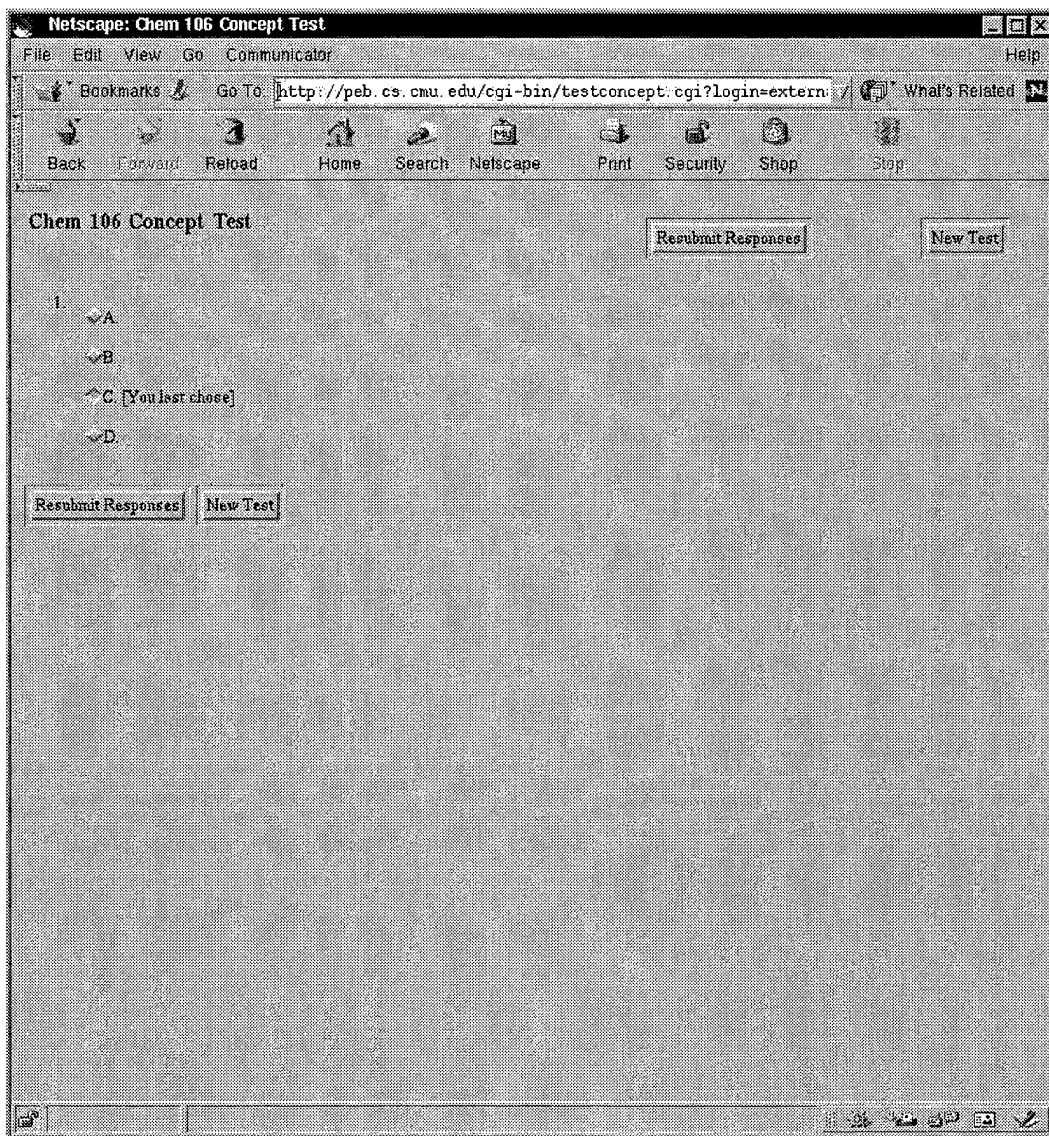 Netscape: Chem 106 Concept Test
File Edit View Go Communicator Help
Bookmarks Go To: http://peb.cs.cmu.edu/cgi-bin/testconcept.cgi?login=extern What's Related N
Back Forward Reload Home Search Netscape Print Security Shop Stop
Chem 106 Concept Test
Resubmit Responses New Test
1.
A.
B.
C. [You last chose]
D.
Resubmit Responses New Test